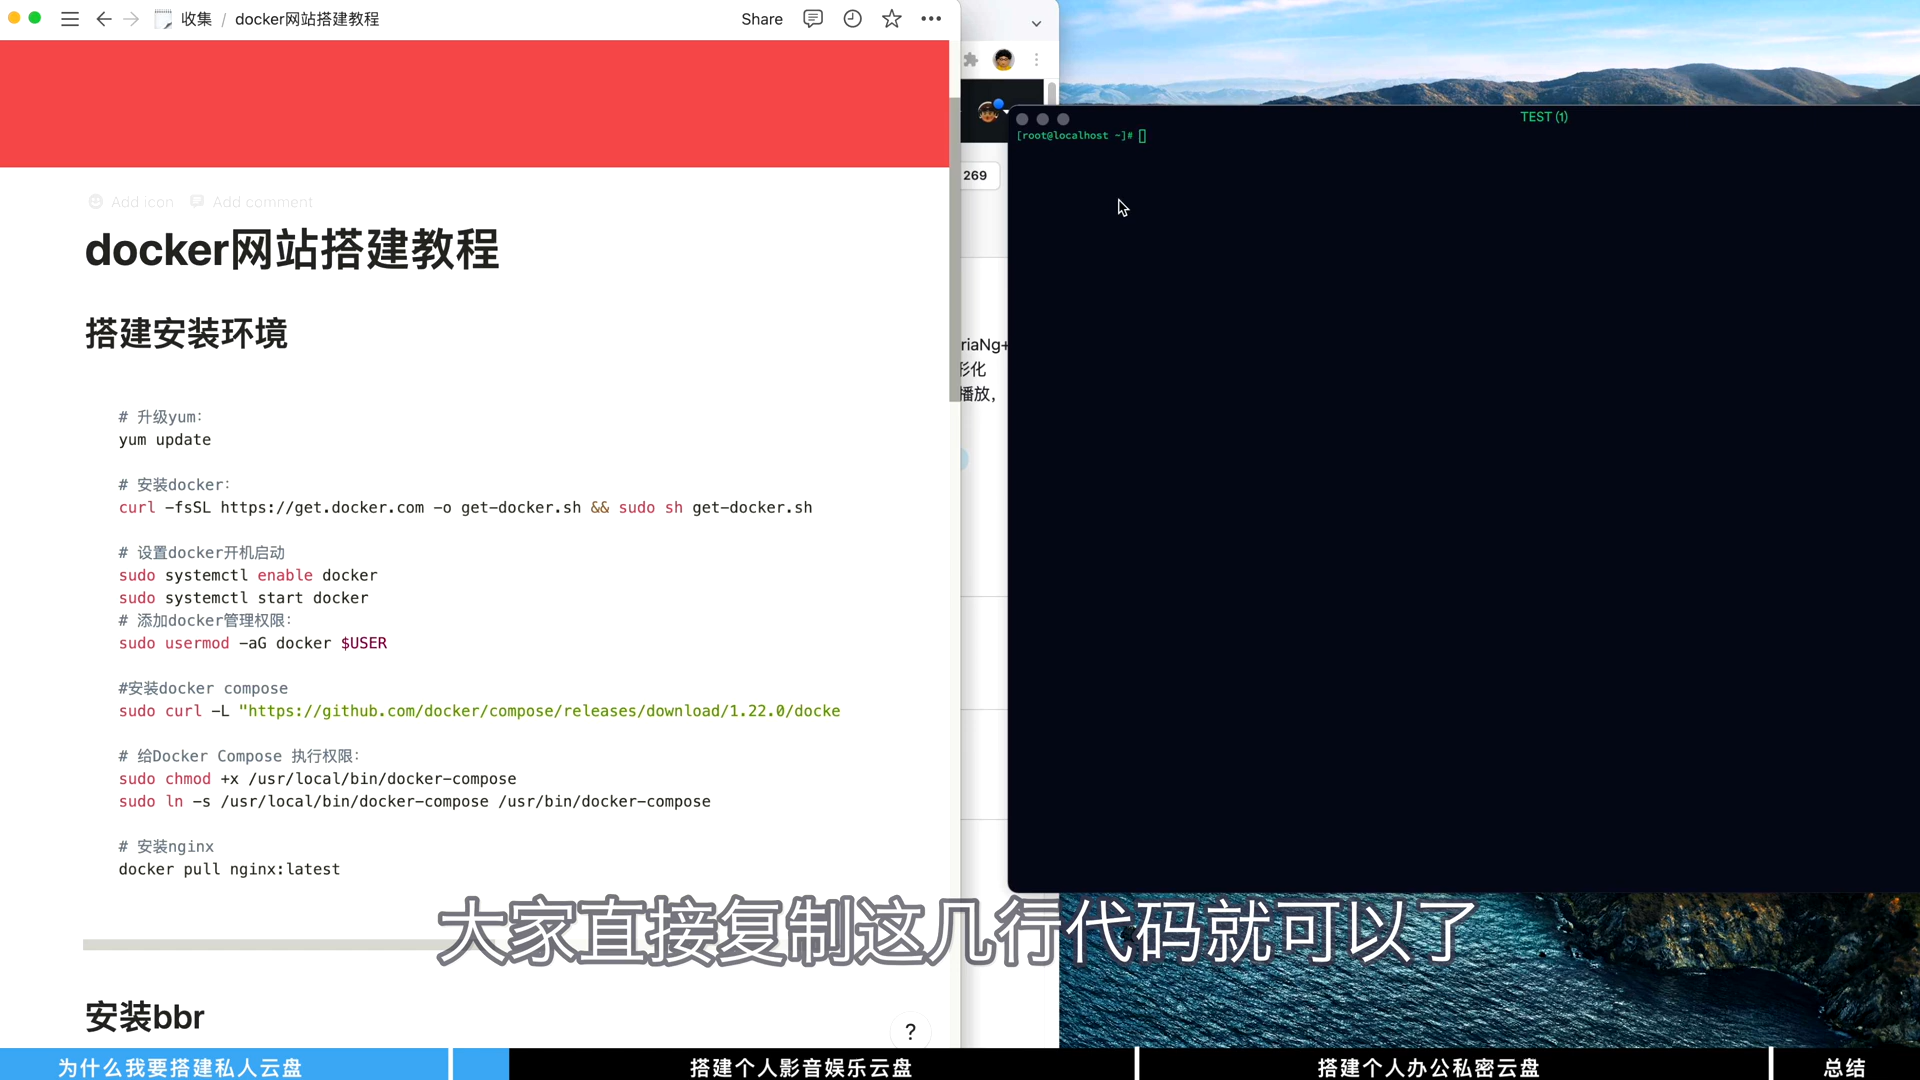 收集 / docker网站搭建教程
Share
269
TEST (1)
[root@localhost ~]#
Add icon Add comment
docker网站搭建教程
搭建安装环境
riaNg+
形化
播放，
# 升级yum：
yum update
# 安装docker：
curl -fsSL https://get.docker.com -o get-docker.sh && sudo sh get-docker.sh
# 设置docker开机启动
sudo systemctl enable docker
sudo systemctl start docker
# 添加docker管理权限：
sudo usermod -aG docker $USER
#安装docker compose
sudo curl -L "https://github.com/docker/compose/releases/download/1.22.0/docke
# 给Docker Compose 执行权限：
sudo chmod +x /usr/local/bin/docker-compose
sudo ln -s /usr/local/bin/docker-compose /usr/bin/docker-compose
# 安装nginx
docker pull nginx:latest
大家直接复制这几行代码就可以了
安装bbr
?
为什么我要搭建私人云盘
搭建个人影音娱乐云盘
搭建个人办公私密云盘
总结